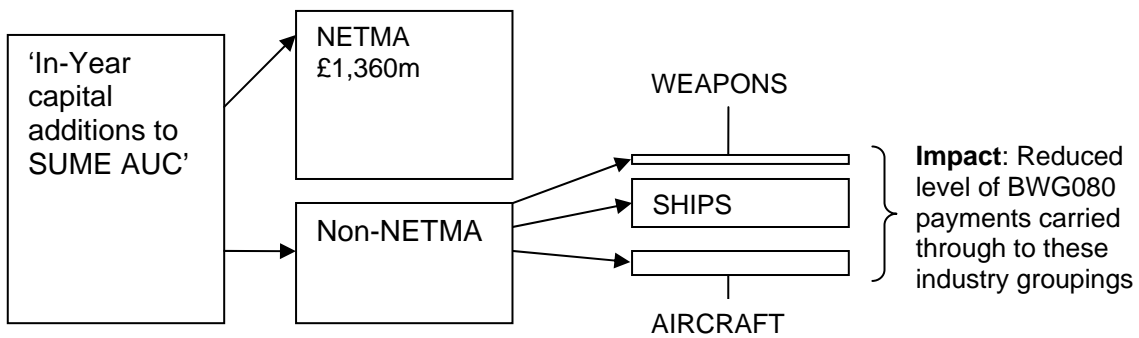 ‘In-Year
capital
additions to
SUME AUC’
NETMA
£1,360m
Non-NETMA
WEAPONS
SHIPS
AIRCRAFT
Impact: Reduced
level of BWG080
payments carried
through to these
industry groupings